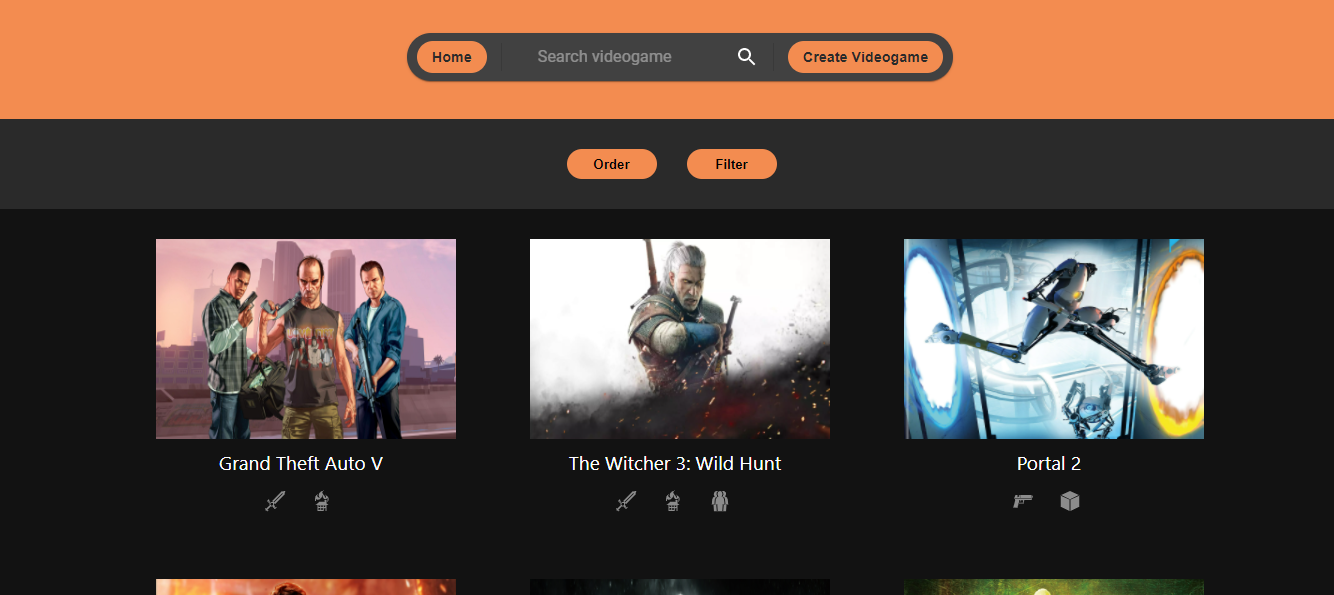 Home Search videogame Create Videogame
Order Filter
Grand Theft Auto V The Witcher 3: Wild Hunt Portal 2